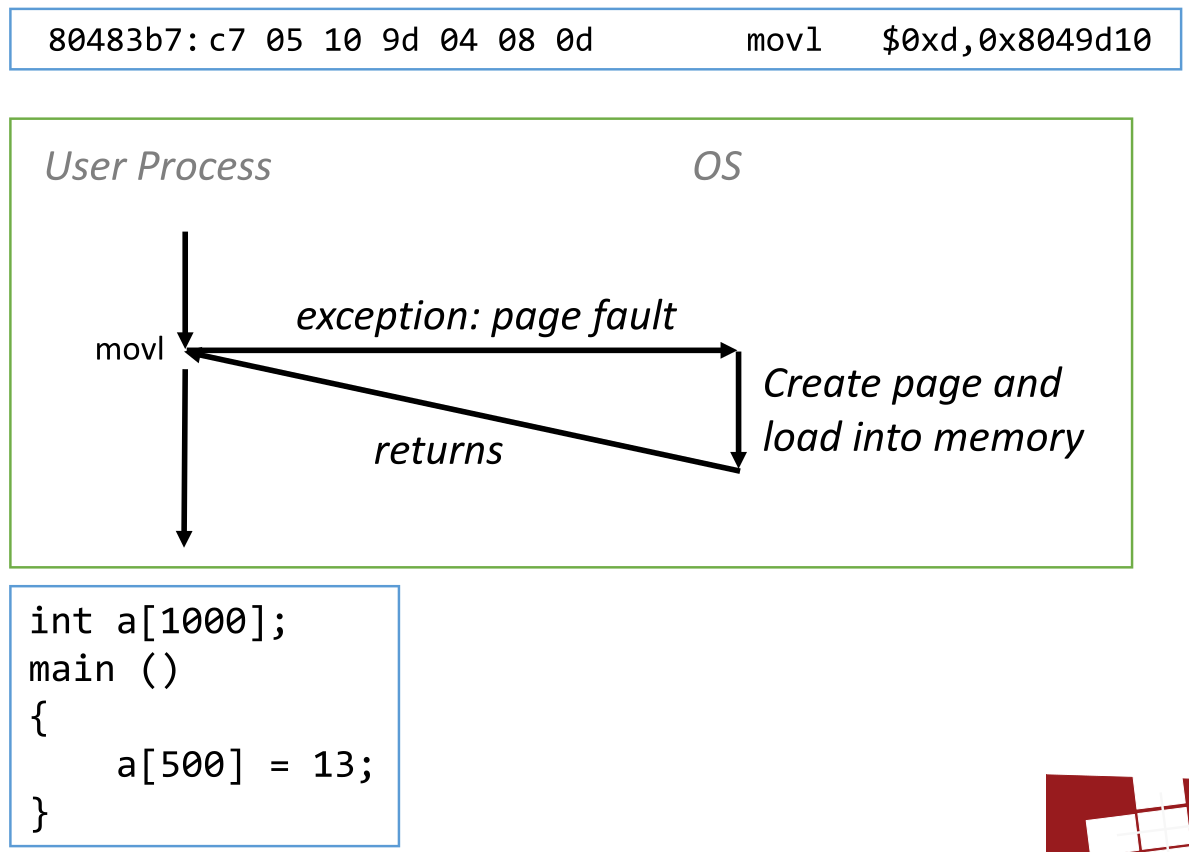 80483b7: c7 05 10 9d 04 08 0d movl $0xd,0x8049d10
User Process OS
exception: page fault
movl
Create page and
load into memory
returns
int a[1000];
main ()
{
    a[500] = 13;
}